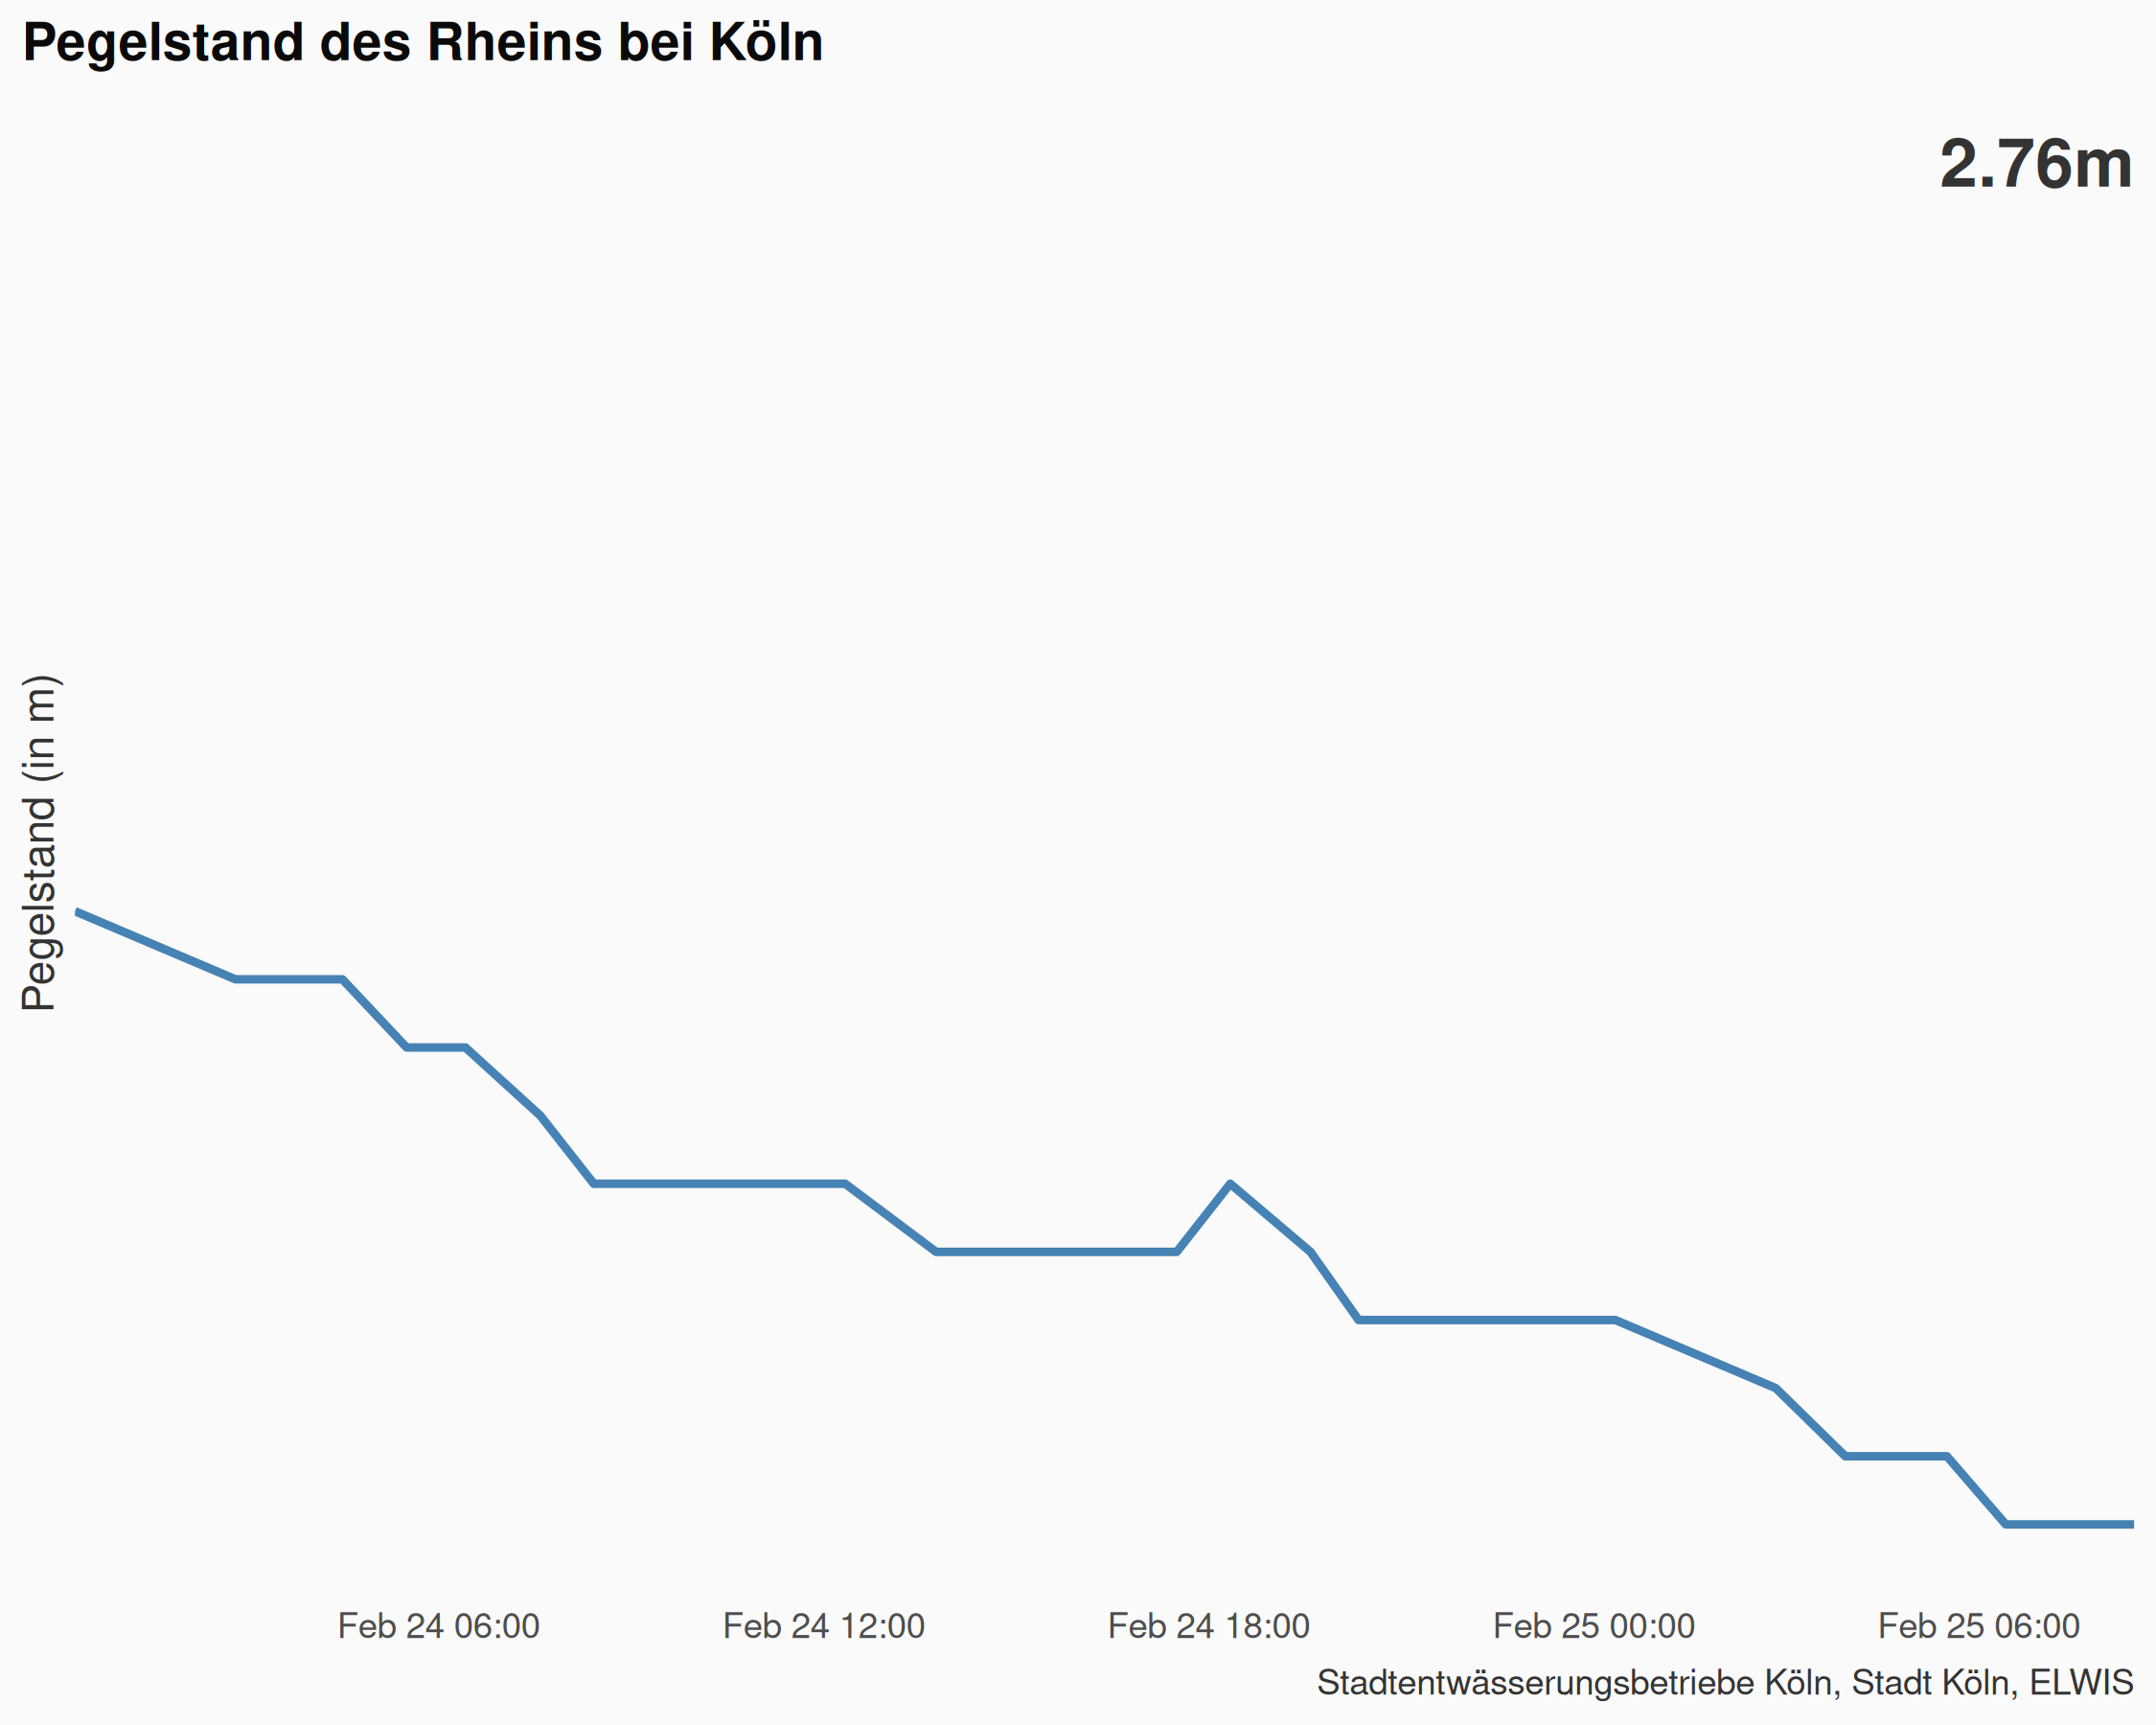 Pegelstand des Rheins bei Köln
2.76m
Pegelstand (in m)
Feb 24 06:00
Feb 24 12:00
Feb 24 18:00
Feb 25 00:00
Feb 25 06:00
Stadtentwässerungsbetriebe Köln, Stadt Köln, ELWIS